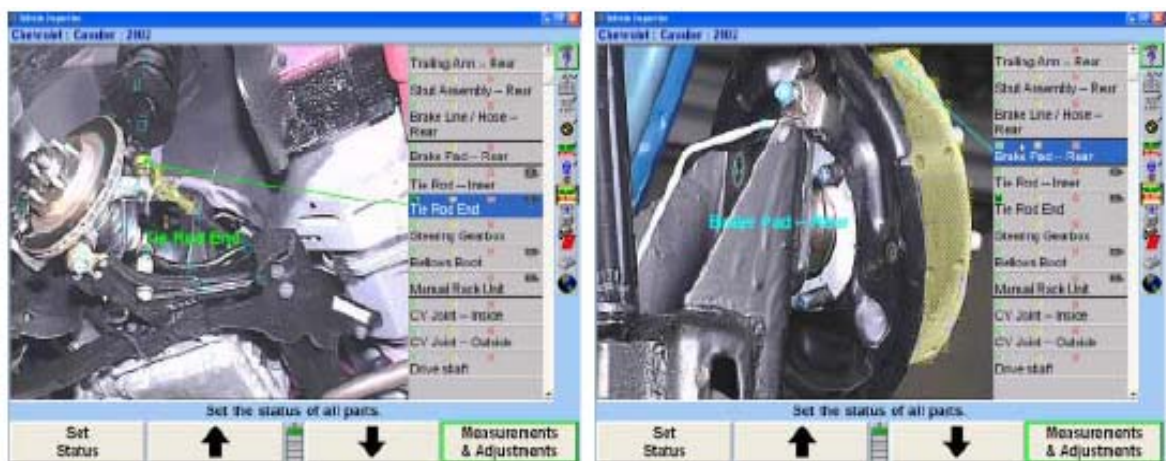 Vehicle Inspection
Chevrolet : Cavalier : 2002
Trailing Arm -- Rear
Strut Assembly -- Rear
Brake Line / Hose --
Rear
Brake Pad -- Rear
Tie Rod -- Inner
Tie Rod End
Steering Gearbox
Bellows Boot
Manual Rack Unit
CV Joint -- Inside
CV Joint -- Outside
Drive shaft
Tie Rod End
Set the status of all parts.
Set
Status
Measurements
& Adjustments
Vehicle Inspection
Chevrolet : Cavalier : 2002
Trailing Arm -- Rear
Strut Assembly -- Rear
Brake Line / Hose --
Rear
Brake Pad -- Rear
Tie Rod -- Inner
Tie Rod End
Steering Gearbox
Bellows Boot
Manual Rack Unit
CV Joint -- Inside
CV Joint -- Outside
Drive shaft
Brake Pad -- Rear
Set the status of all parts.
Set
Status
Measurements
& Adjustments